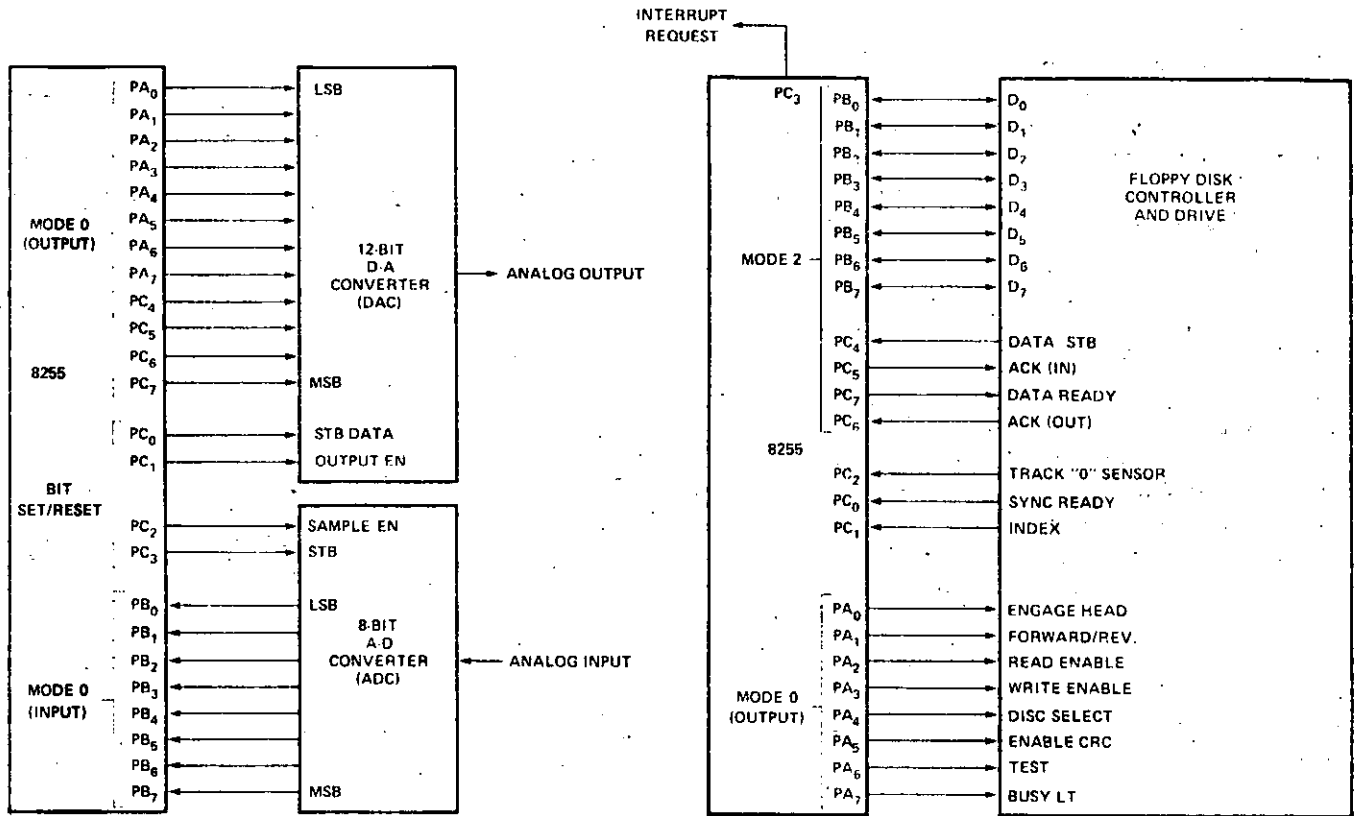 INTERRUPT
REQUEST
PA0 LSB
PA1
PA2
PA3
PA4
PA5
PA6
PA7
PC4
PC5
PC6
PC7 MSB
MODE 0
(OUTPUT)
8255
12-BIT
D-A
CONVERTER
(DAC)
ANALOG OUTPUT
PC0 STB DATA
PC1 OUTPUT EN
BIT
SET/RESET
PC2 SAMPLE EN
PC3 STB
PB0 LSB
PB1
PB2
PB3
PB4
PB5
PB6
PB7 MSB
MODE 0
(INPUT)
8-BIT
A-D
CONVERTER
(ADC)
ANALOG INPUT
PC3
PB0 D0
PB1 D1
PB2 D2
PB3 D3
PB4 D4
PB5 D5
PB6 D6
PB7 D7
MODE 2
FLOPPY DISK
CONTROLLER
AND DRIVE
PC4 DATA STB
PC5 ACK (IN)
PC7 DATA READY
PC6 ACK (OUT)
8255
PC2 TRACK "0" SENSOR
PC0 SYNC READY
PC1 INDEX
PA0 ENGAGE HEAD
PA1 FORWARD/REV.
PA2 READ ENABLE
PA3 WRITE ENABLE
PA4 DISC SELECT
PA5 ENABLE CRC
PA6 TEST
PA7 BUSY LT
MODE 0
(OUTPUT)